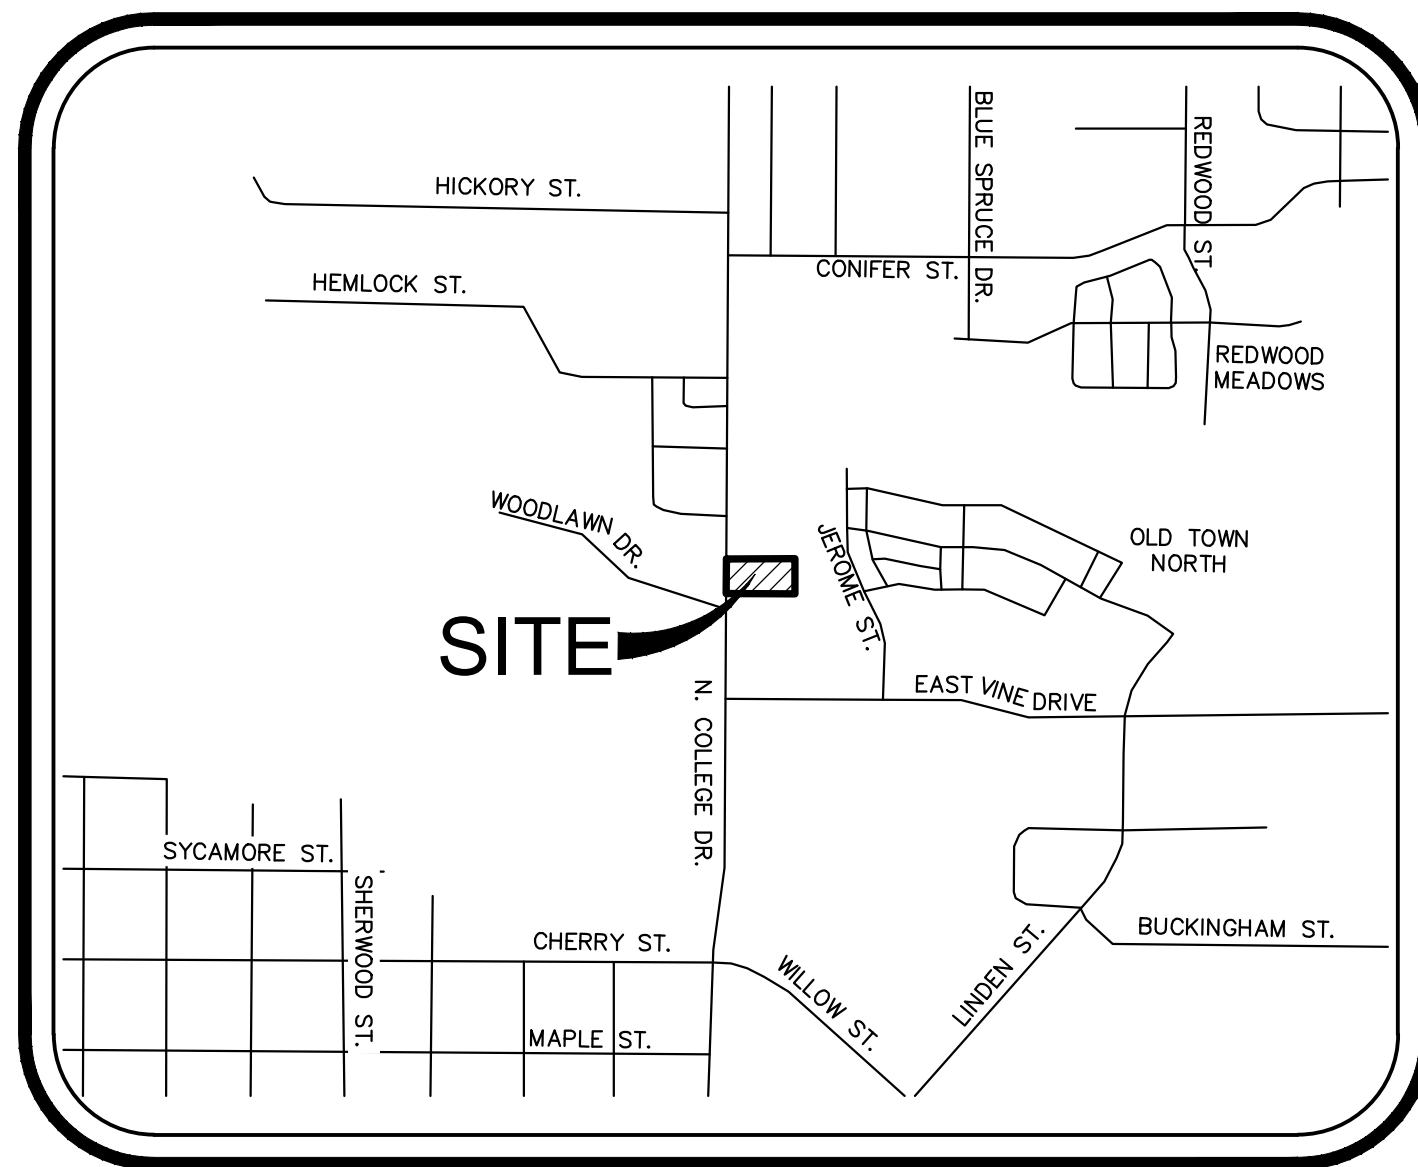 HICKORY ST.
BLUE SPRUCE DR.
REDWOOD ST.
HEMLOCK ST.
CONIFER ST.
REDWOOD
MEADOWS
WOODLAWN DR.
JEROME ST.
OLD TOWN
NORTH
SITE
N. COLLEGE DR.
EAST VINE DRIVE
SYCAMORE ST.
SHERWOOD ST.
CHERRY ST.
WILLOW ST.
LINDEN ST.
BUCKINGHAM ST.
MAPLE ST.